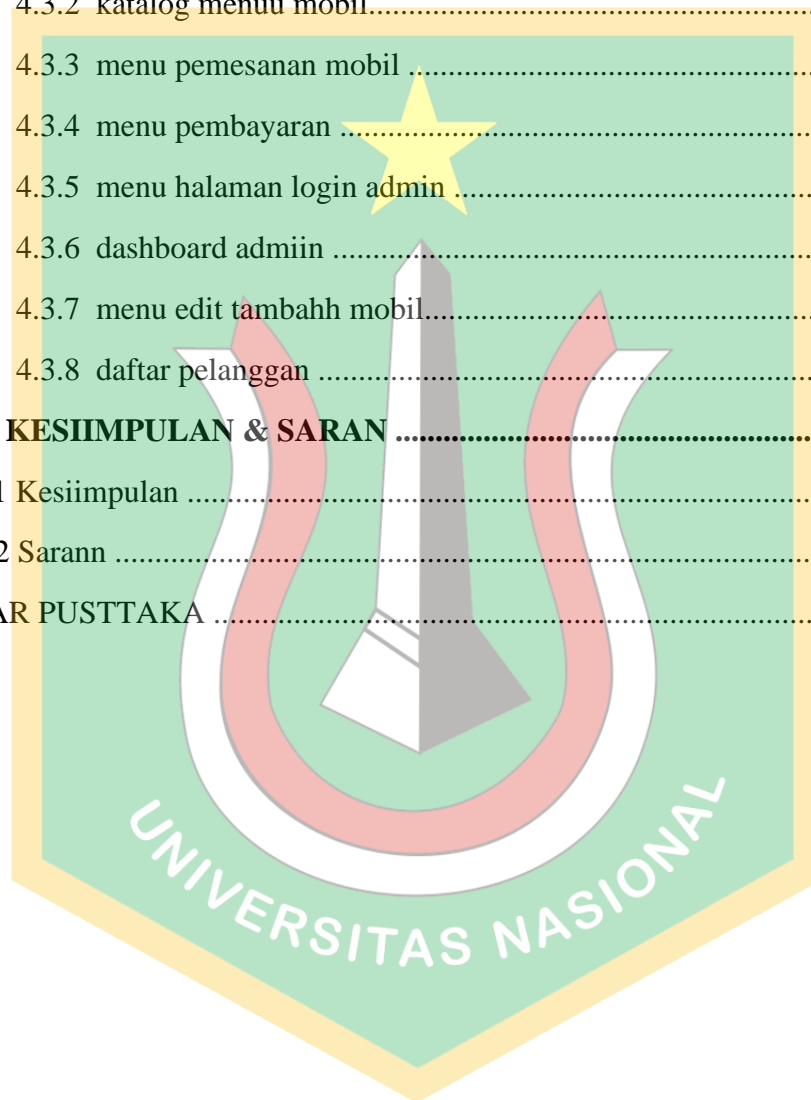 4.3.2 katalog menuu mobil..........................................................
4.3.3 menu pemesanan mobil ....................................................
4.3.4 menu pembayaran .............................................................
4.3.5 menu halaman login admin ..............................................
4.3.6 dashboard admiin ..............................................................
4.3.7 menu edit tambahh mobil..................................................
4.3.8 daftar pelanggan ................................................................
KESIIMPULAN & SARAN ......................................................
1 Kesiimpulan ................................................................................
2 Sarann ..........................................................................................
AR PUSTTAKA .............................................................................
UNIVERSITAS NASIONAL